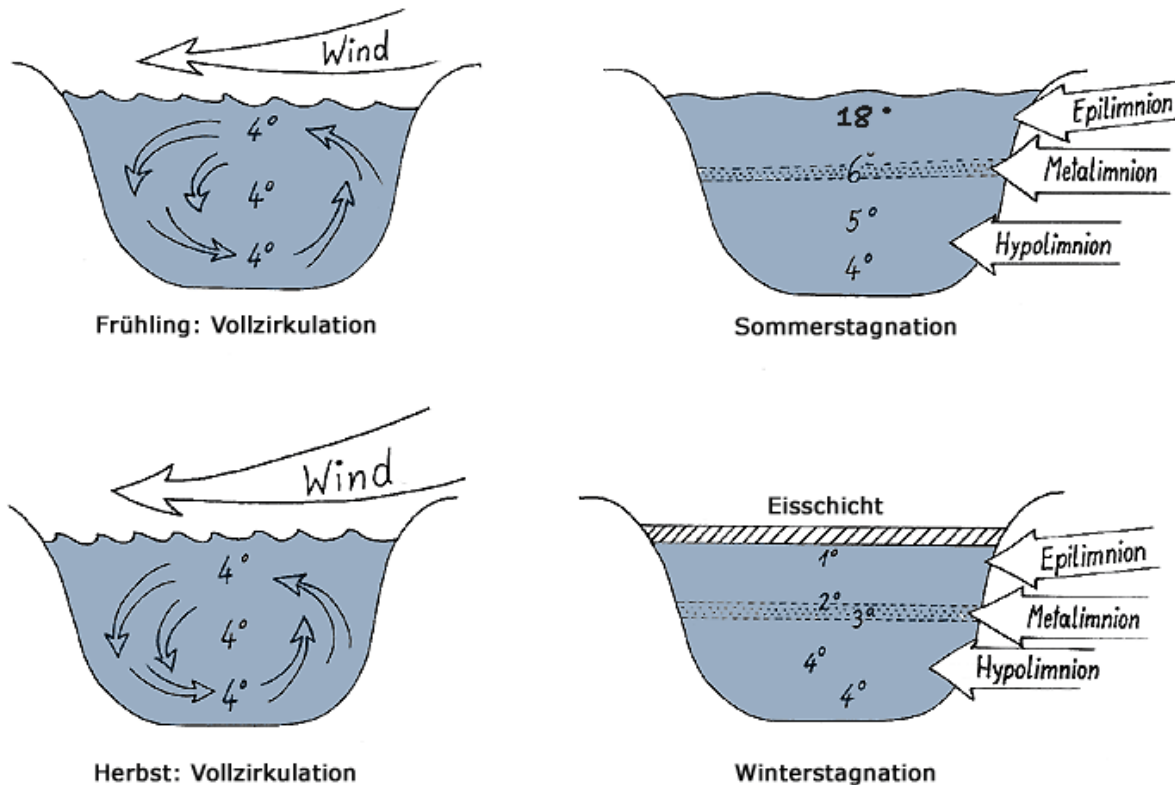 Wind
4°
4°
4°
Frühling: Vollzirkulation
18°
6°
5°
4°
Epilimnion
Metalimnion
Hypolimnion
Sommerstagnation
Wind
4°
4°
4°
Herbst: Vollzirkulation
Eisschicht
1°
2°
3°
4°
4°
Epilimnion
Metalimnion
Hypolimnion
Winterstagnation